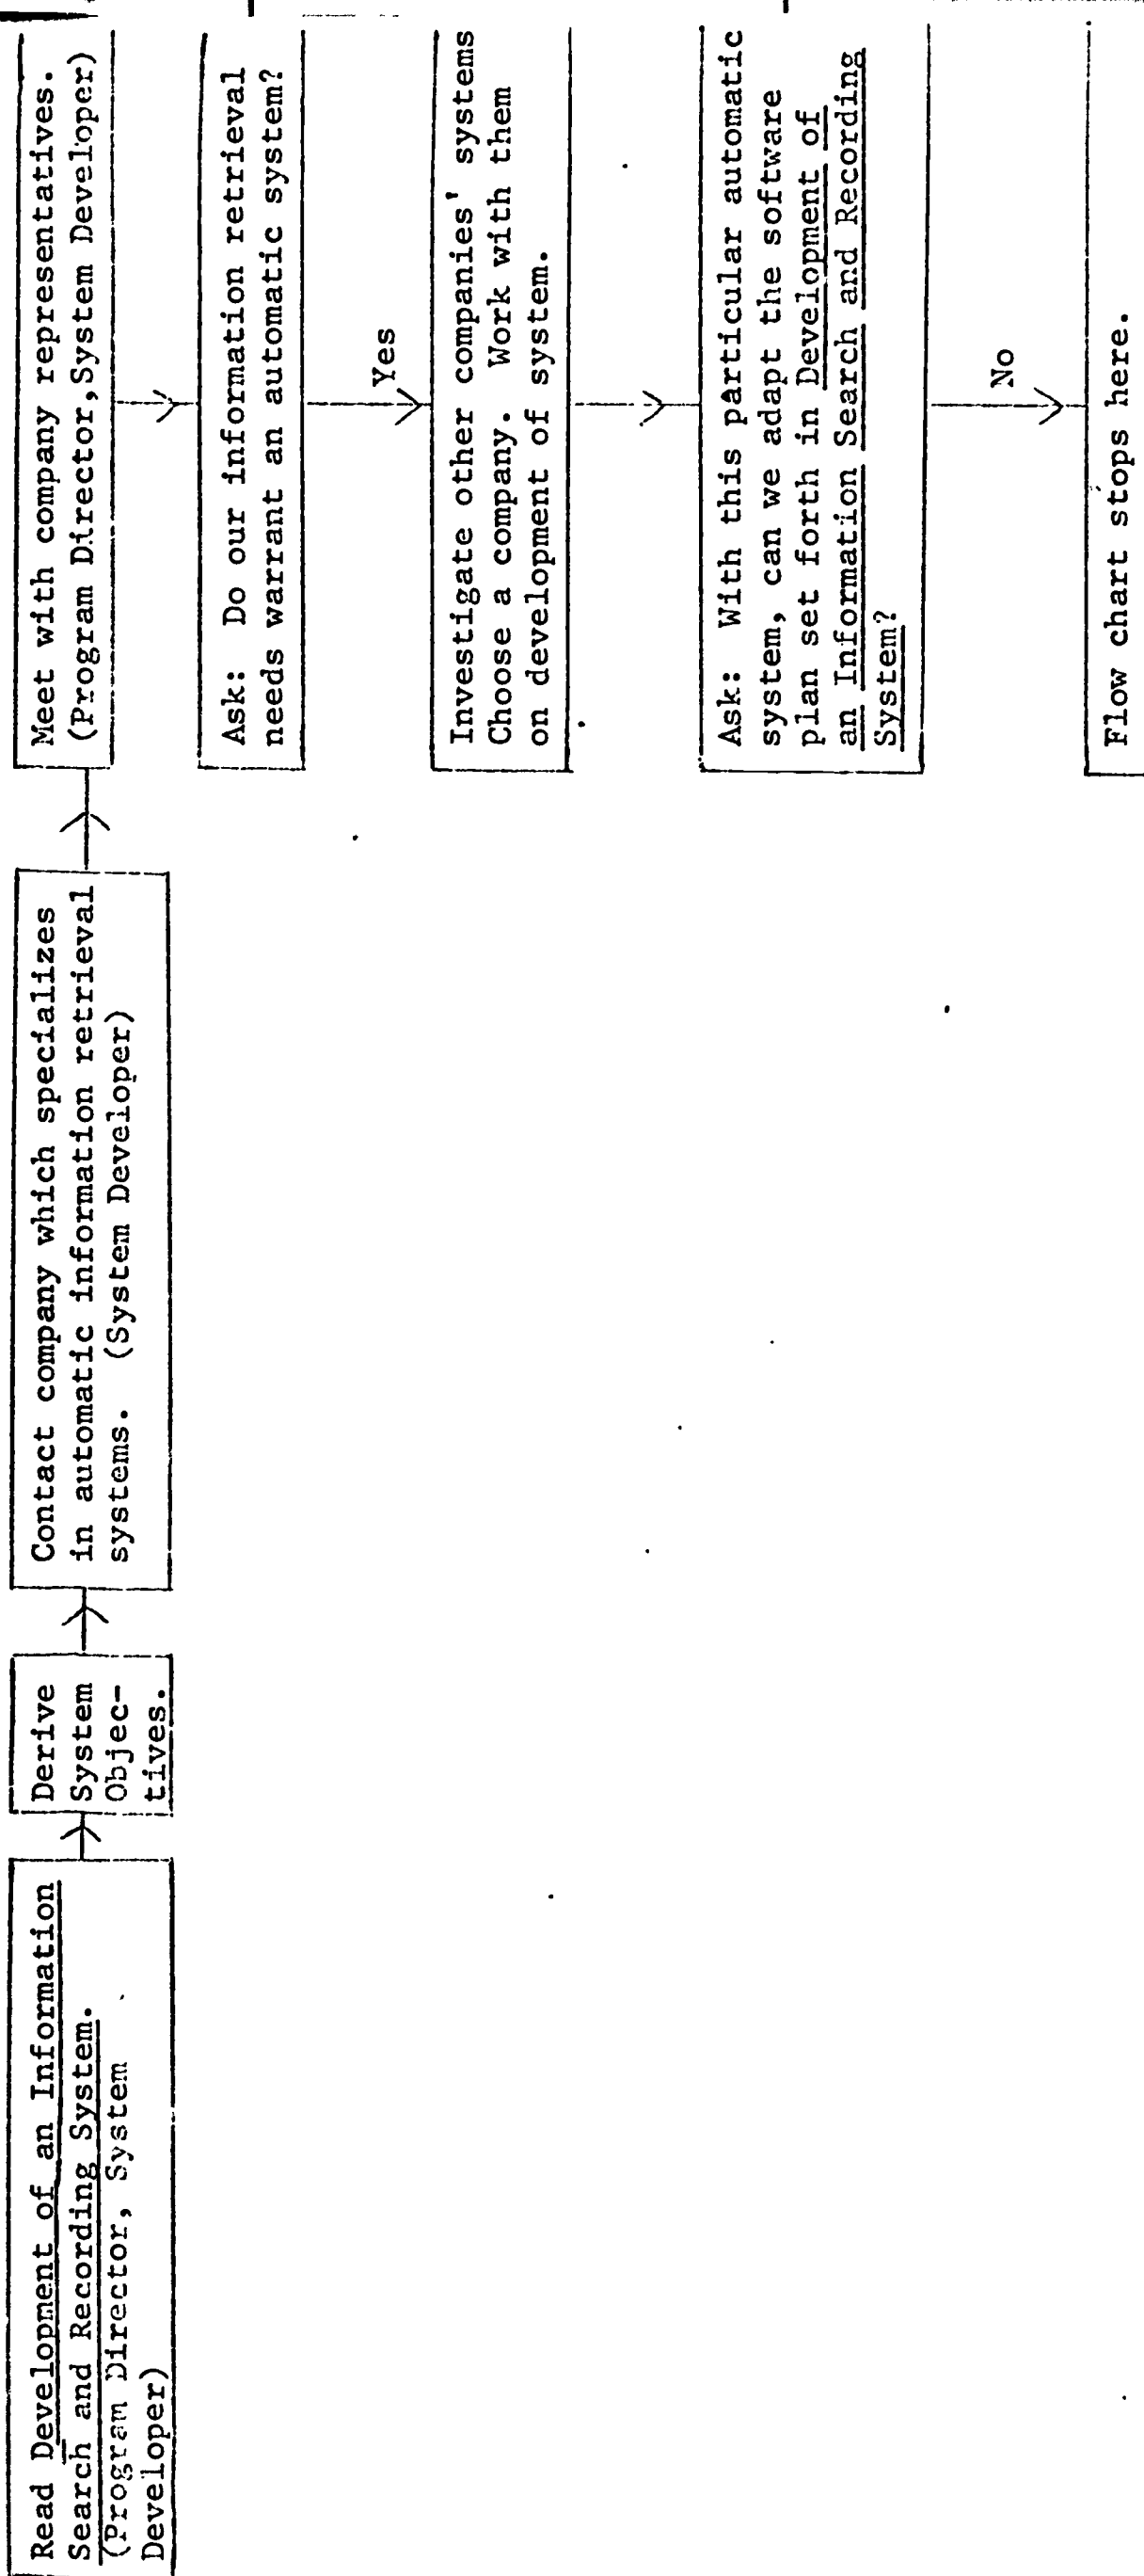 Read Development of an Information
Search and Recording System.
(Program Director, System
Developer)
Derive
System
Objec-
tives.
Contact company which specializes
in automatic information retrieval
systems. (System Developer)
Meet with company representatives.
(Program Director,System Developer)
Ask: Do our information retrieval
needs warrant an automatic system?
Yes
Investigate other companies' systems
Choose a company. Work with them
on development of system.
Ask: With this particular automatic
system, can we adapt the software
plan set forth in Development of
an Information Search and Recording
System?
No
Flow chart stops here.